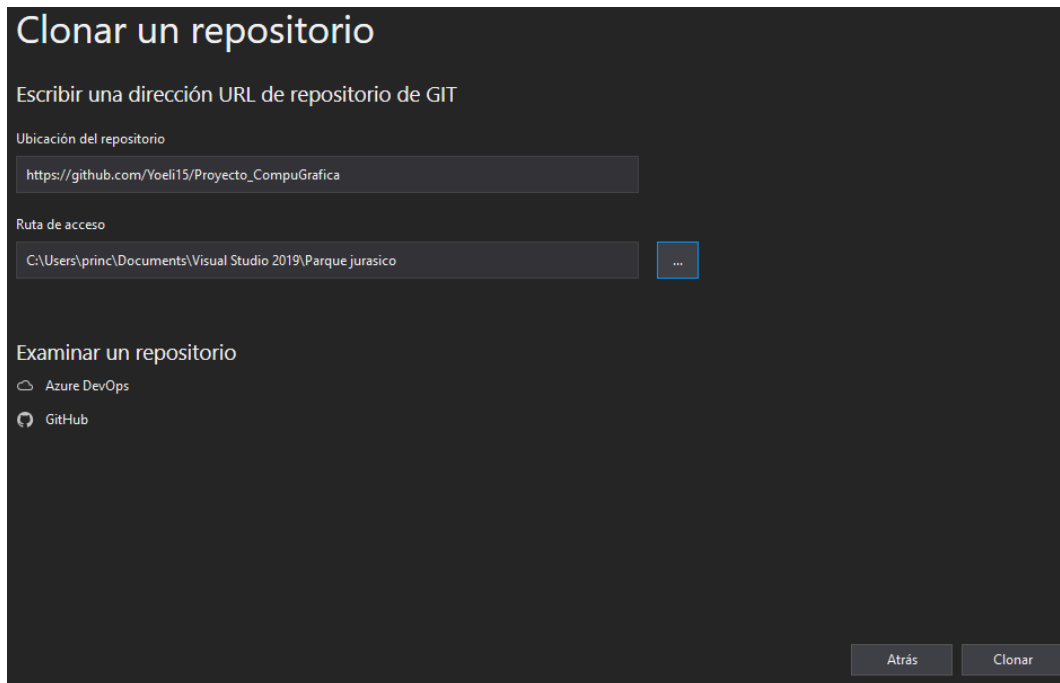 Clonar un repositorio
Escribir una dirección URL de repositorio de GIT
Ubicación del repositorio
https://github.com/Yoeli15/Proyecto_CompuGrafica
Ruta de acceso
C:\Users\princ\Documents\Visual Studio 2019\Parque jurasico
...
Examinar un repositorio
Azure DevOps
GitHub
Atrás
Clonar